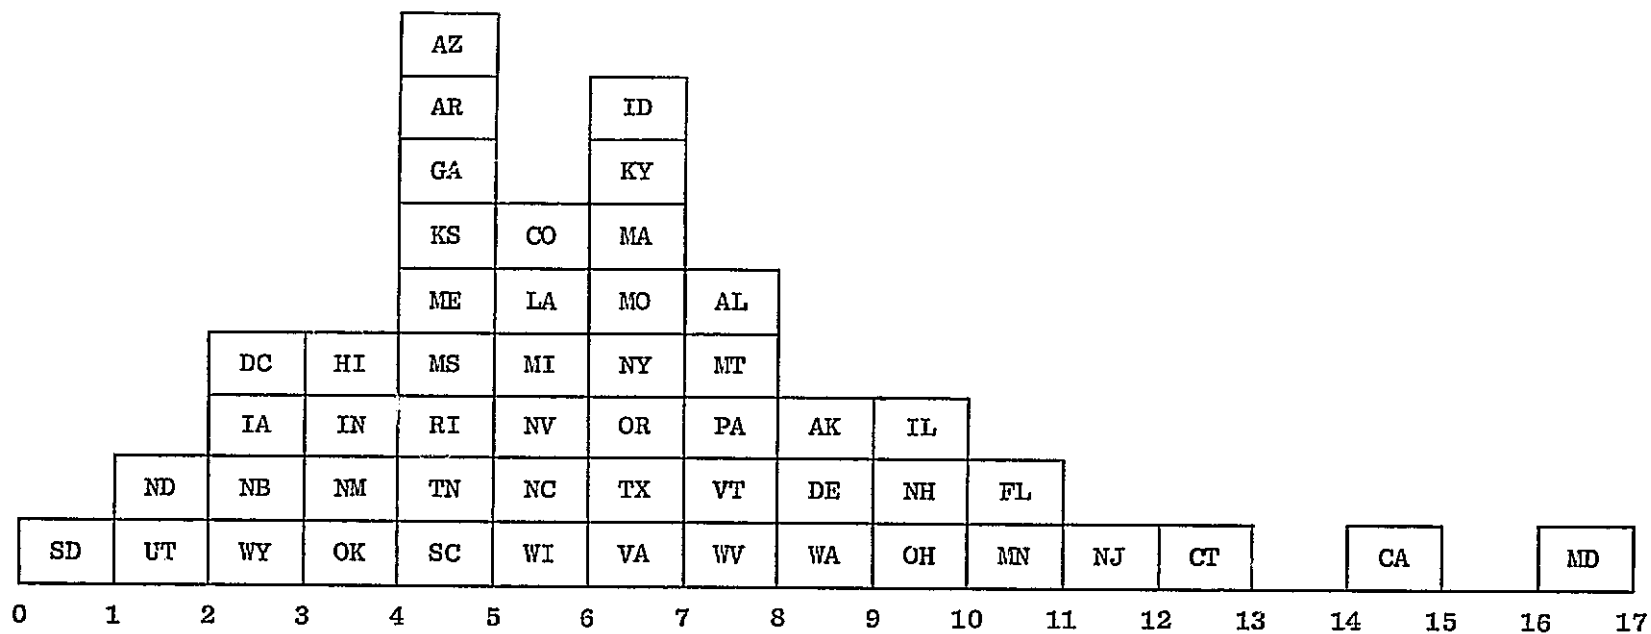 AZ
AR ID
GA KY
KS CO MA
ME LA MO AL
DC HI MS MI NY MT
IA IN RI NV OR PA AK IL
ND NB NM TN NC TX VT DE NH FL
SD UT WY OK SC WI VA WV WA OH MN NJ CT CA MD
0 1 2 3 4 5 6 7 8 9 10 11 12 13 14 15 16 17